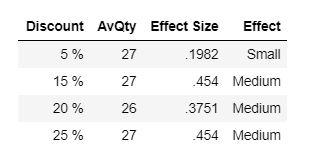 Discount AvQty Effect Size Effect
5 % 27 .1982 Small
15 % 27 .454 Medium
20 % 26 .3751 Medium
25 % 27 .454 Medium